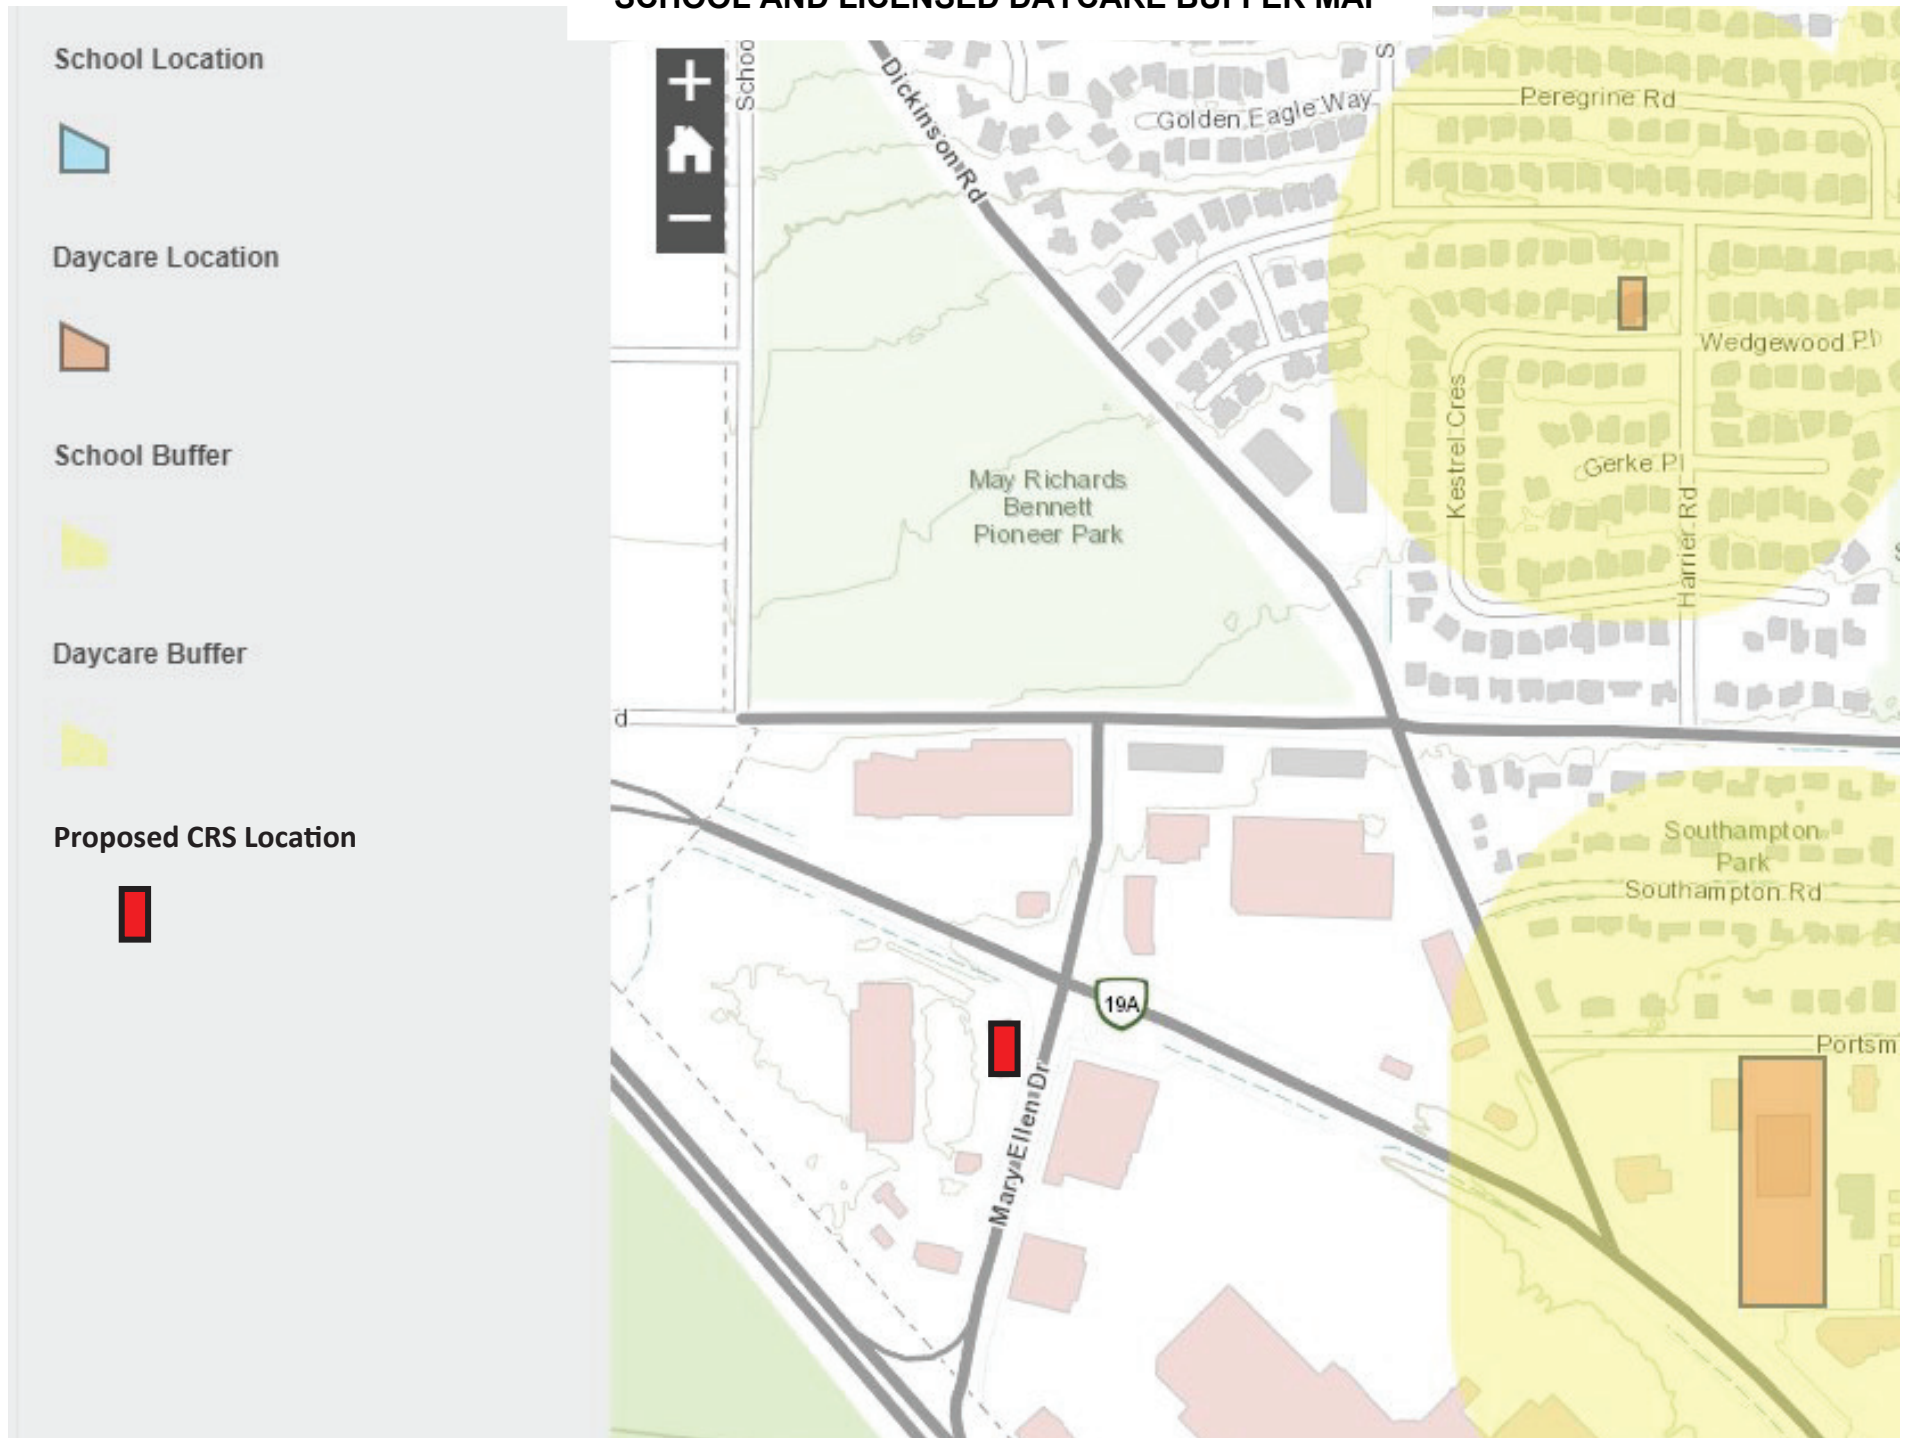 SCHOOL AND LICENSED DAYCARE BUFFER MAP
School Location
Daycare Location
School Buffer
Daycare Buffer
Proposed CRS Location
Schoo
Dickinson Rd
Golden Eagle Way
S
Peregrine Rd
Wedgewood Pl
Kestrel Cres
Gerke Pl
Harrier Rd
May Richards
Bennett
Pioneer Park
d
Southampton
Park
Southampton Rd
19A
Portsm
Mary Ellen Dr